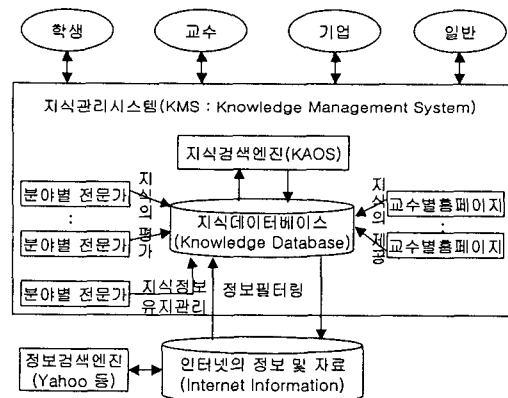 학생
교수
기업
일반
지식관리시스템(KMS : Knowledge Management System)
지식검색엔진(KAOS)
분야별 전문가
:
분야별 전문가
지식의 평가
지식데이터베이스
(Knowledge Database)
지식의 제공
교수별홈페이지
:
교수별홈페이지
분야별 전문가
지식정보
유지관리
정보필터링
정보검색엔진
(Yahoo 등)
인터넷의 정보 및 자료
(Internet Information)